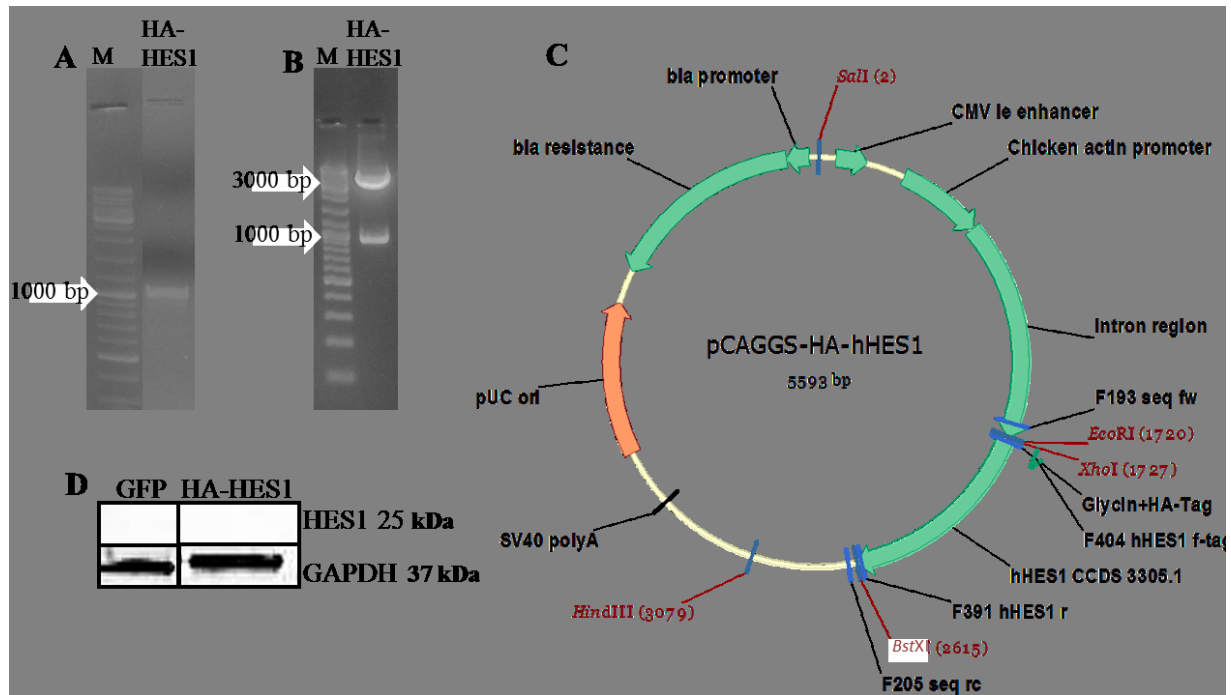 A
M
HA-
HES1
1000 bp
B
M
HA-
HES1
3000 bp
1000 bp
C
bla promoter
SalI (2)
CMV Ie enhancer
Chicken actin promoter
bla resistance
Intron region
pCAGGS-HA-hHES1
5593 bp
pUC ori
F193 seq fw
EcoRI (1720)
XhoI (1727)
Glycin+HA-Tag
F404 hHES1 f-tag
SV40 polyA
hHES1 CCDS 3305.1
HindIII (3079)
F391 hHES1 r
BstXI (2615)
F205 seq rc
D
GFP HA-HES1
HES1 25 kDa
GAPDH 37 kDa